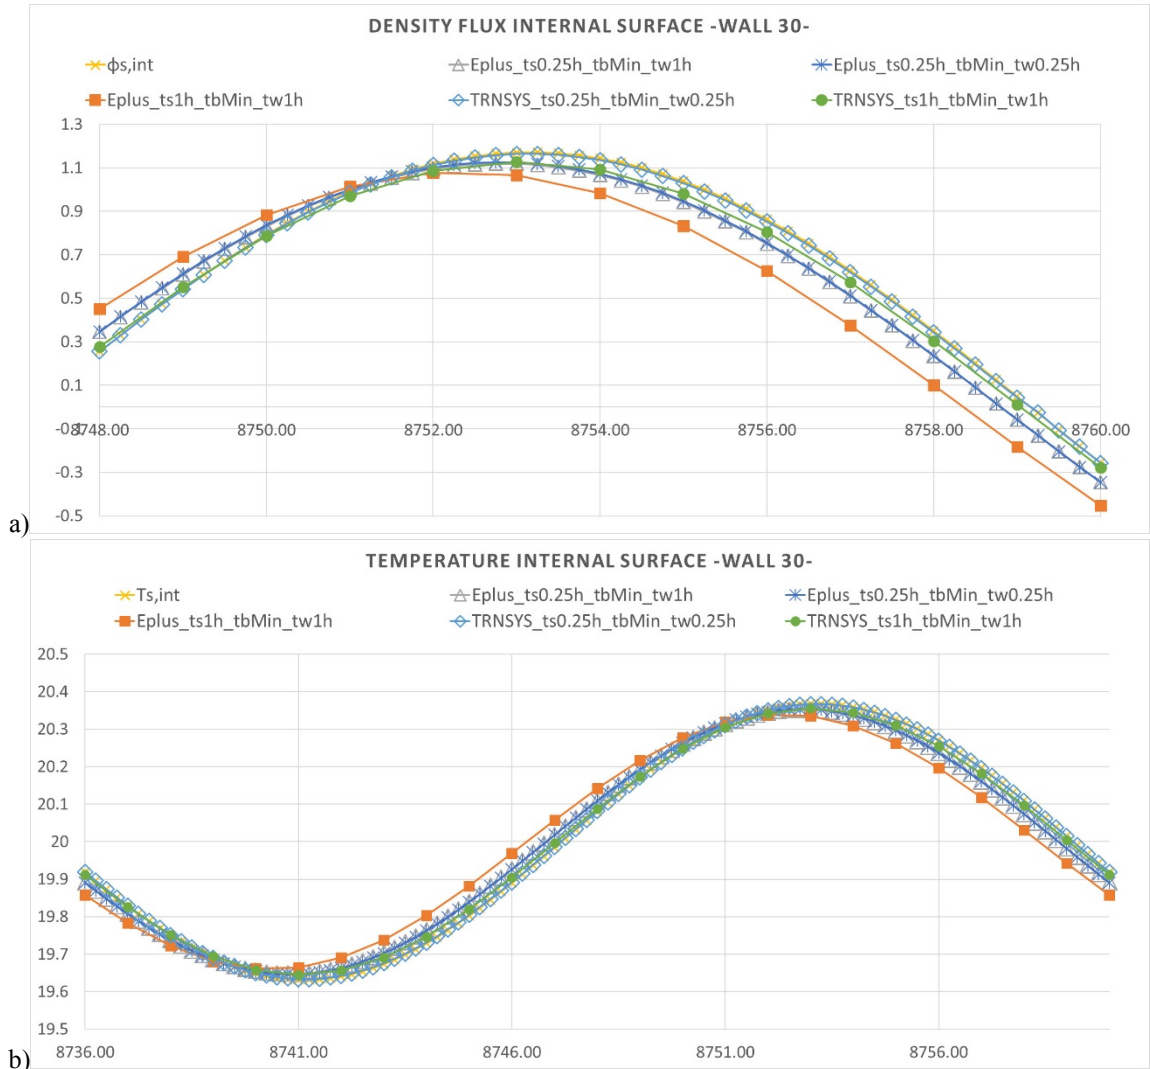 DENSITY FLUX INTERNAL SURFACE -WALL 30-
ϕs,int Eplus_ts0.25h_tbMin_tw1h Eplus_ts0.25h_tbMin_tw0.25h
Eplus_ts1h_tbMin_tw1h TRNSYS_ts0.25h_tbMin_tw0.25h TRNSYS_ts1h_tbMin_tw1h
1.3
1.1
0.9
0.7
0.5
0.3
0.1
8748.00 8750.00 8752.00 8754.00 8756.00 8758.00 8760.00
-0.3
-0.5
a)
TEMPERATURE INTERNAL SURFACE -WALL 30-
Ts,int Eplus_ts0.25h_tbMin_tw1h Eplus_ts0.25h_tbMin_tw0.25h
Eplus_ts1h_tbMin_tw1h TRNSYS_ts0.25h_tbMin_tw0.25h TRNSYS_ts1h_tbMin_tw1h
20.5
20.4
20.3
20.2
20.1
20
19.9
19.8
19.7
19.6
19.5
8736.00 8741.00 8746.00 8751.00 8756.00
b)